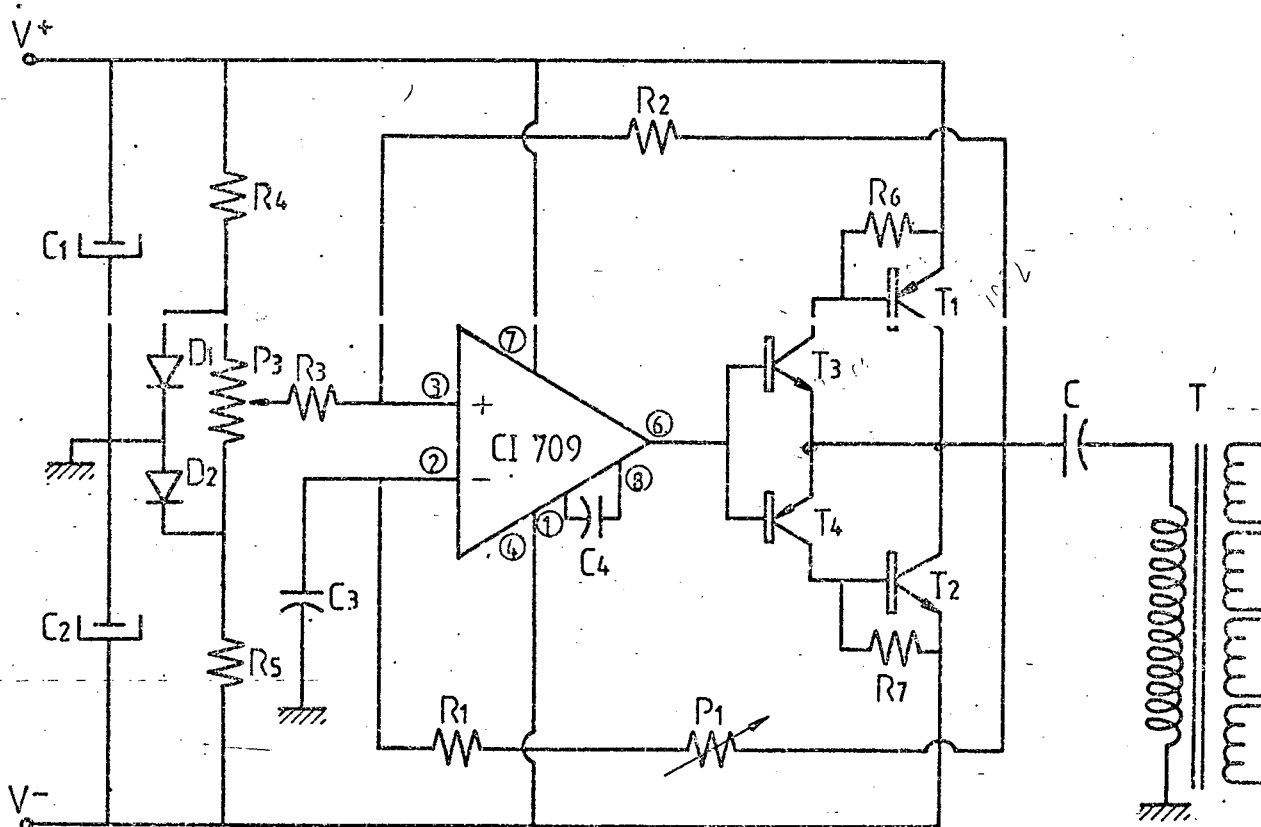 V+
R2
R4
R6
C1
T1
D1
P3
R3
T3
⑦
③
+
CI 709
⑥
C
T
②
-
D2
⑧
①
④
C4
T4
C3
T2
C2
R5
R7
R1
P1
V-